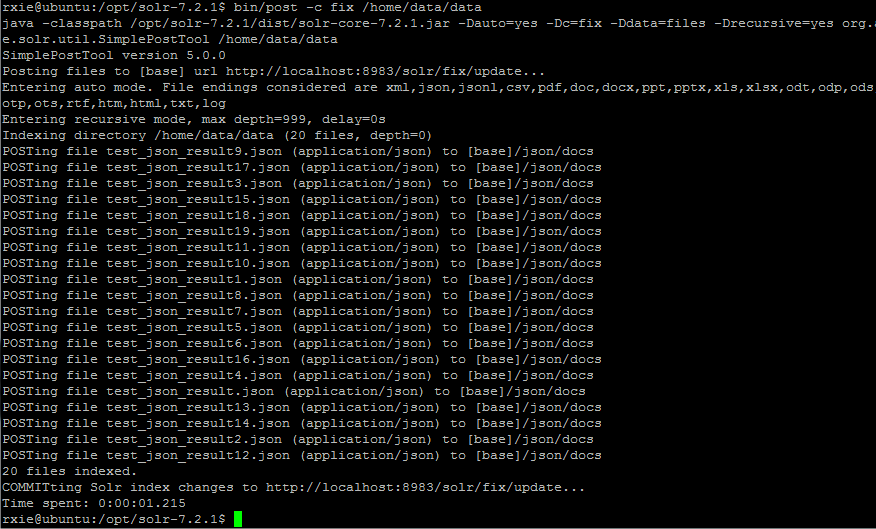 rxie@ubuntu:/opt/solr-7.2.1$ bin/post -c fix /home/data/data
java -classpath /opt/solr-7.2.1/dist/solr-core-7.2.1.jar -Dauto=yes -Dc=fix -Ddata=files -Drecursive=yes org.a
e.solr.util.SimplePostTool /home/data/data
SimplePostTool version 5.0.0
Posting files to [base] url http://localhost:8983/solr/fix/update...
Entering auto mode. File endings considered are xml,json,jsonl,csv,pdf,doc,docx,ppt,pptx,xls,xlsx,odt,odp,ods
otp,ots,rtf,htm,html,txt,log
Entering recursive mode, max depth=999, delay=0s
Indexing directory /home/data/data (20 files, depth=0)
POSTing file test_json_result9.json (application/json) to [base]/json/docs
POSTing file test_json_result17.json (application/json) to [base]/json/docs
POSTing file test_json_result3.json (application/json) to [base]/json/docs
POSTing file test_json_result15.json (application/json) to [base]/json/docs
POSTing file test_json_result18.json (application/json) to [base]/json/docs
POSTing file test_json_result19.json (application/json) to [base]/json/docs
POSTing file test_json_result11.json (application/json) to [base]/json/docs
POSTing file test_json_result10.json (application/json) to [base]/json/docs
POSTing file test_json_result1.json (application/json) to [base]/json/docs
POSTing file test_json_result8.json (application/json) to [base]/json/docs
POSTing file test_json_result7.json (application/json) to [base]/json/docs
POSTing file test_json_result5.json (application/json) to [base]/json/docs
POSTing file test_json_result6.json (application/json) to [base]/json/docs
POSTing file test_json_result16.json (application/json) to [base]/json/docs
POSTing file test_json_result4.json (application/json) to [base]/json/docs
POSTing file test_json_result.json (application/json) to [base]/json/docs
POSTing file test_json_result13.json (application/json) to [base]/json/docs
POSTing file test_json_result14.json (application/json) to [base]/json/docs
POSTing file test_json_result2.json (application/json) to [base]/json/docs
POSTing file test_json_result12.json (application/json) to [base]/json/docs
20 files indexed.
COMMITting Solr index changes to http://localhost:8983/solr/fix/update...
Time spent: 0:00:01.215
rxie@ubuntu:/opt/solr-7.2.1$